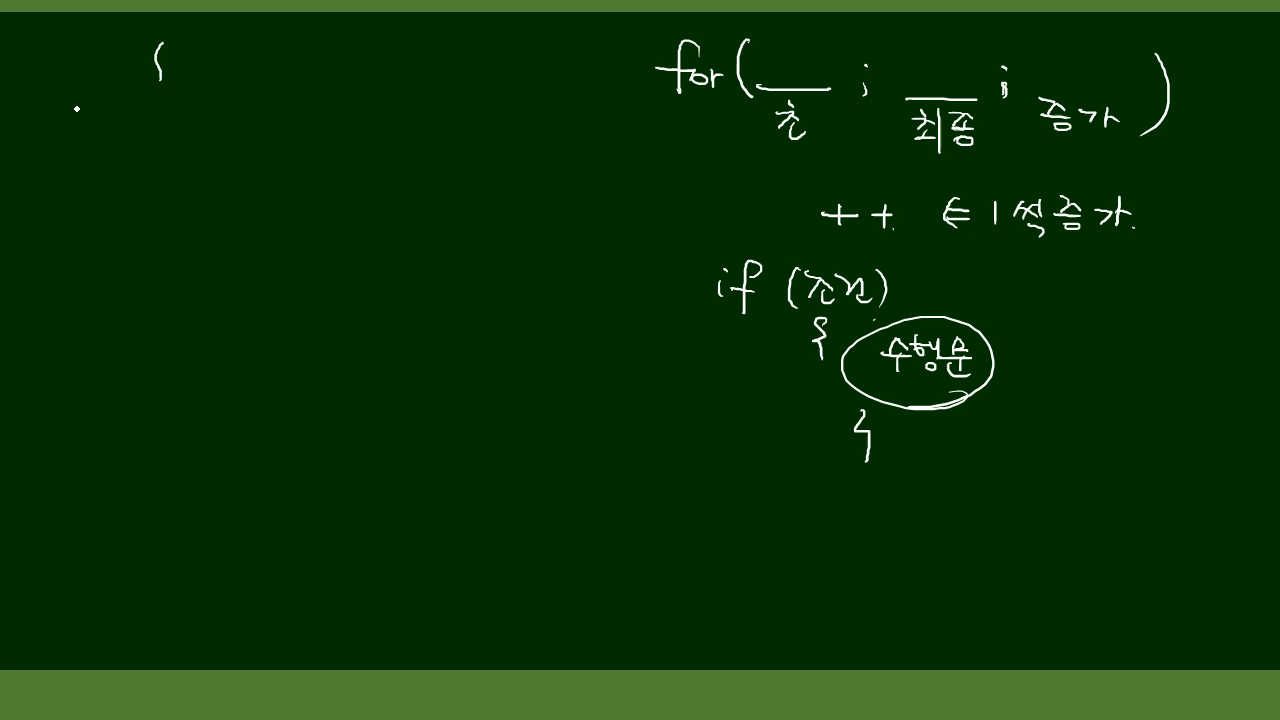 (
for( 초 ; 최종 ; 증가 )
++ ∈ 1씩증가.
if (조건)
{ 수행문
}